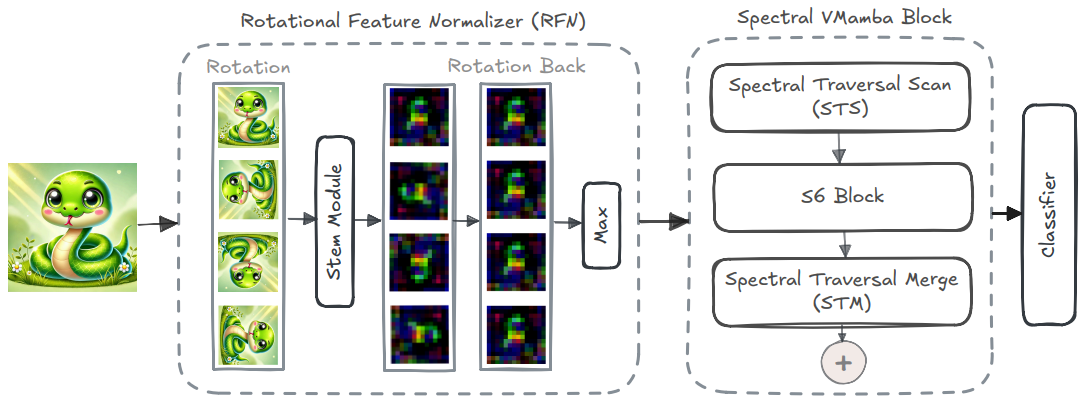 Rotational Feature Normalizer (RFN)
Spectral VMamba Block
Rotation
Rotation Back
Stem Module
Max
Spectral Traversal Scan
(STS)
S6 Block
Spectral Traversal Merge
(STM)
+
Classifier